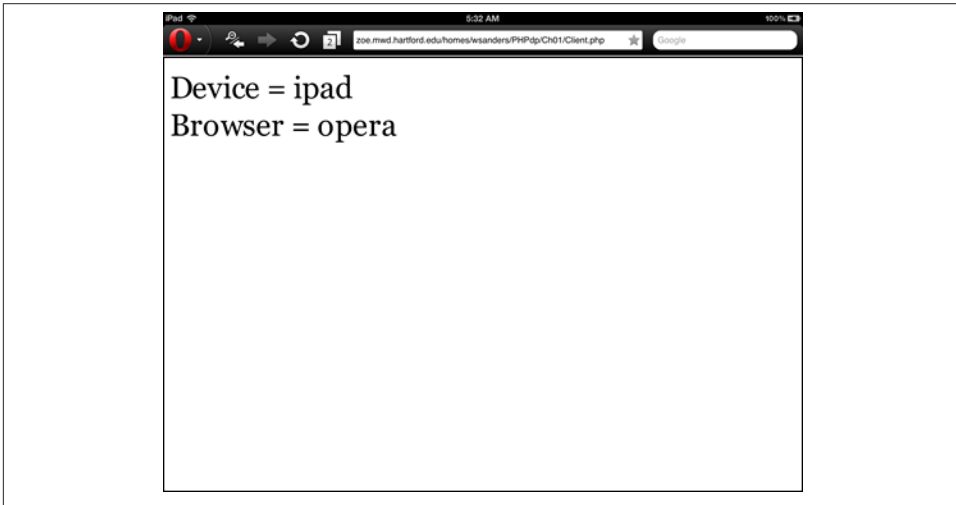 iPad 5:32 AM 100%
2 zoe.mwd.hartford.edu/homes/wsanders/PHPdp/Ch01/Client.php Google
Device = ipad
Browser = opera